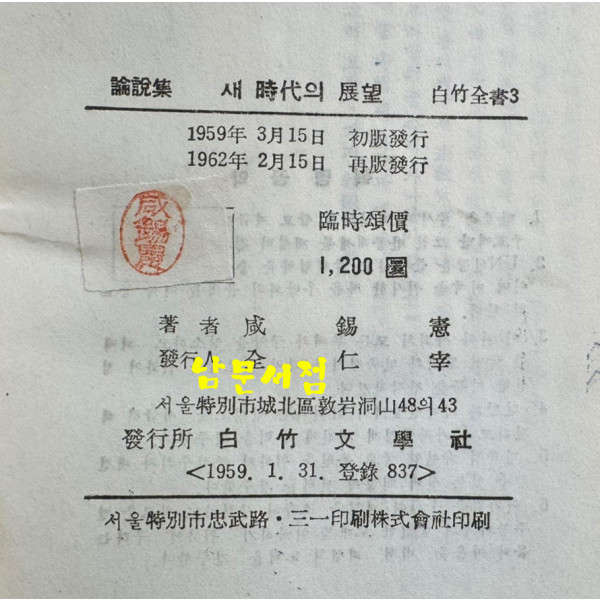 論說集 새 時代의 展望 白竹全書3
1959年 3月15日 初版發行
1962年 2月15日 再版發行
咸錫憲
臨時頌價
1,200 圜
著者 咸錫憲
發行人 全仁宰
남문서점
서울特別市城北區敦岩洞山48의43
發行所 白竹文學社
<1959. 1. 31. 登錄 837>
서울特別市忠武路·三一印刷株式會社印刷